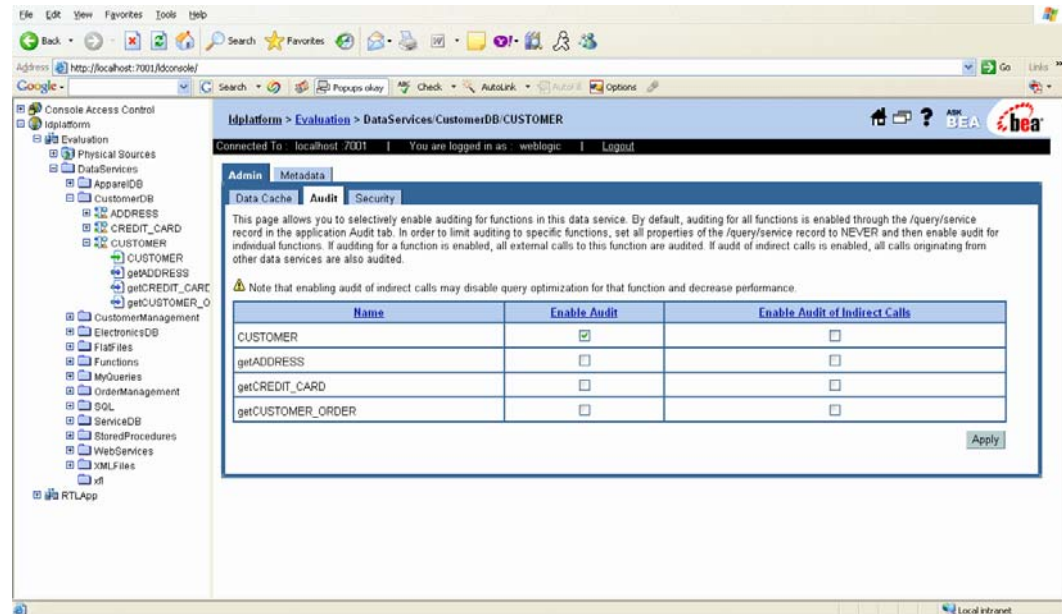 File Edit View Favorites Tools Help
Back Search Favorites
Address http://localhost:7001/ldconsole/ Go Links
Google - Search Popups okay Check AutoLink AutoFill Options
Console Access Control
ldplatform
Evaluation
Physical Sources
DataServices
ApparelDB
CustomerDB
ADDRESS
CREDIT_CARD
CUSTOMER
CUSTOMER
getADDRESS
getCREDIT_CARD
getCUSTOMER_O
CustomerManagement
ElectronicsDB
FlatFiles
Functions
MyQueries
OrderManagement
SQL
ServiceDB
StoredProcedures
WebServices
XMLFiles
xfl
RTLApp
ldplatform > Evaluation > DataServices/CustomerDB/CUSTOMER
? ASK BEA bea
Connected To : localhost :7001 | You are logged in as : weblogic | Logout
Admin Metadata
Data Cache Audit Security
This page allows you to selectively enable auditing for functions in this data service. By default, auditing for all functions is enabled through the /query/service
record in the application Audit tab. In order to limit auditing to specific functions, set all properties of the /query/service record to NEVER and then enable audit for
individual functions. If auditing for a function is enabled, all external calls to this function are audited. If audit of indirect calls is enabled, all calls originating from
other data services are also audited.
Note that enabling audit of indirect calls may disable query optimization for that function and decrease performance.
Name Enable Audit Enable Audit of Indirect Calls
CUSTOMER
getADDRESS
getCREDIT_CARD
getCUSTOMER_ORDER
Apply
Local intranet